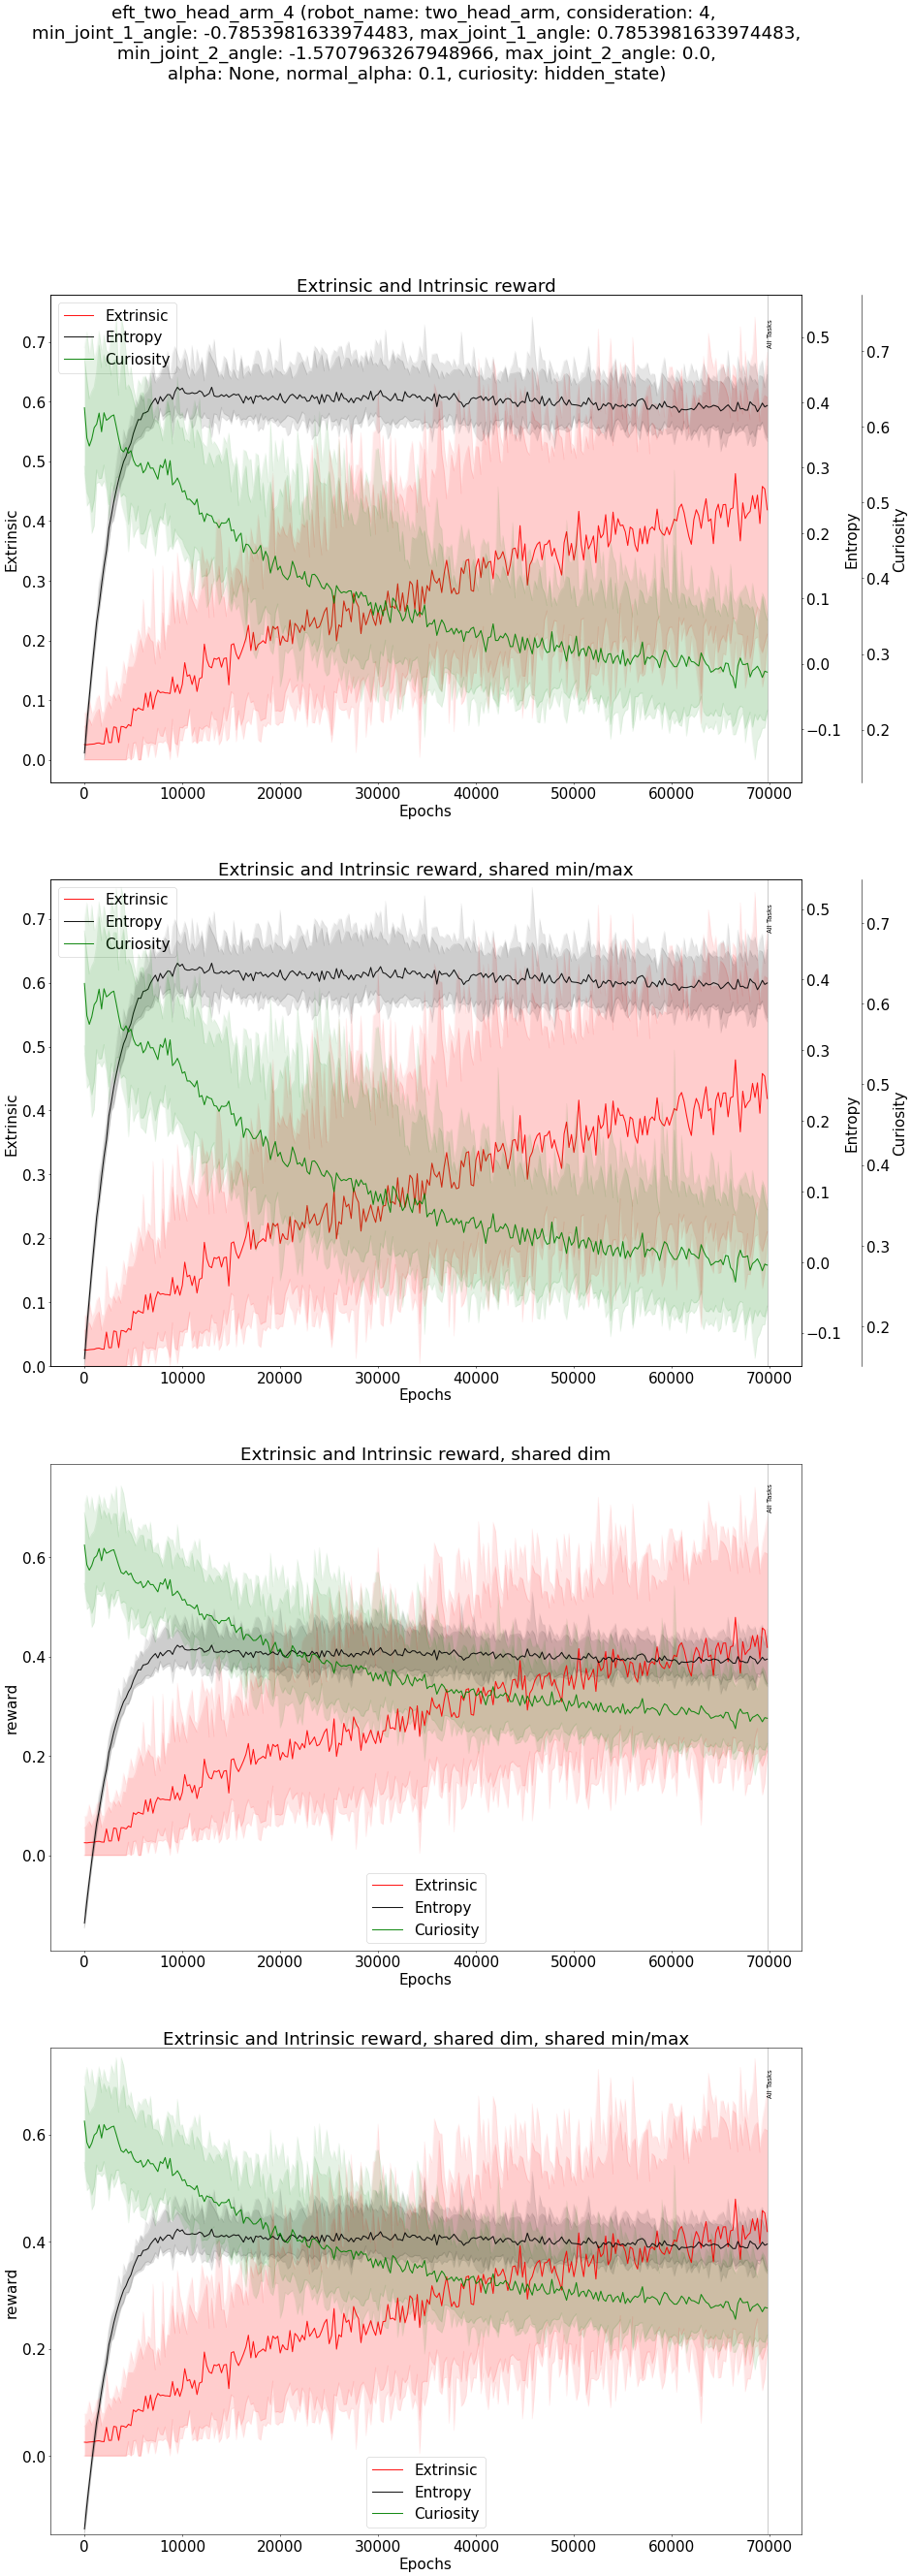 eft_two_head_arm_4 (robot_name: two_head_arm, consideration: 4,
min_joint_1_angle: -0.7853981633974483, max_joint_1_angle: 0.7853981633974483,
min_joint_2_angle: -1.5707963267948966, max_joint_2_angle: 0.0,
alpha: None, normal_alpha: 0.1, curiosity: hidden_state)
Extrinsic and Intrinsic reward
Extrinsic
Entropy
Curiosity
All Tasks
0.7
0.6
0.5
0.4
0.3
0.2
0.1
0.0
Extrinsic
0.5
0.4
0.3
0.2
0.1
0.0
−0.1
Entropy
0.7
0.6
0.5
0.4
0.3
0.2
Curiosity
0 10000 20000 30000 40000 50000 60000 70000
Epochs
Extrinsic and Intrinsic reward, shared min/max
Extrinsic
Entropy
Curiosity
All Tasks
0.7
0.6
0.5
0.4
0.3
0.2
0.1
0.0
Extrinsic
0.5
0.4
0.3
0.2
0.1
0.0
−0.1
Entropy
0.7
0.6
0.5
0.4
0.3
0.2
Curiosity
0 10000 20000 30000 40000 50000 60000 70000
Epochs
Extrinsic and Intrinsic reward, shared dim
All Tasks
0.6
0.4
0.2
0.0
reward
Extrinsic
Entropy
Curiosity
0 10000 20000 30000 40000 50000 60000 70000
Epochs
Extrinsic and Intrinsic reward, shared dim, shared min/max
All Tasks
0.6
0.4
0.2
0.0
reward
Extrinsic
Entropy
Curiosity
0 10000 20000 30000 40000 50000 60000 70000
Epochs